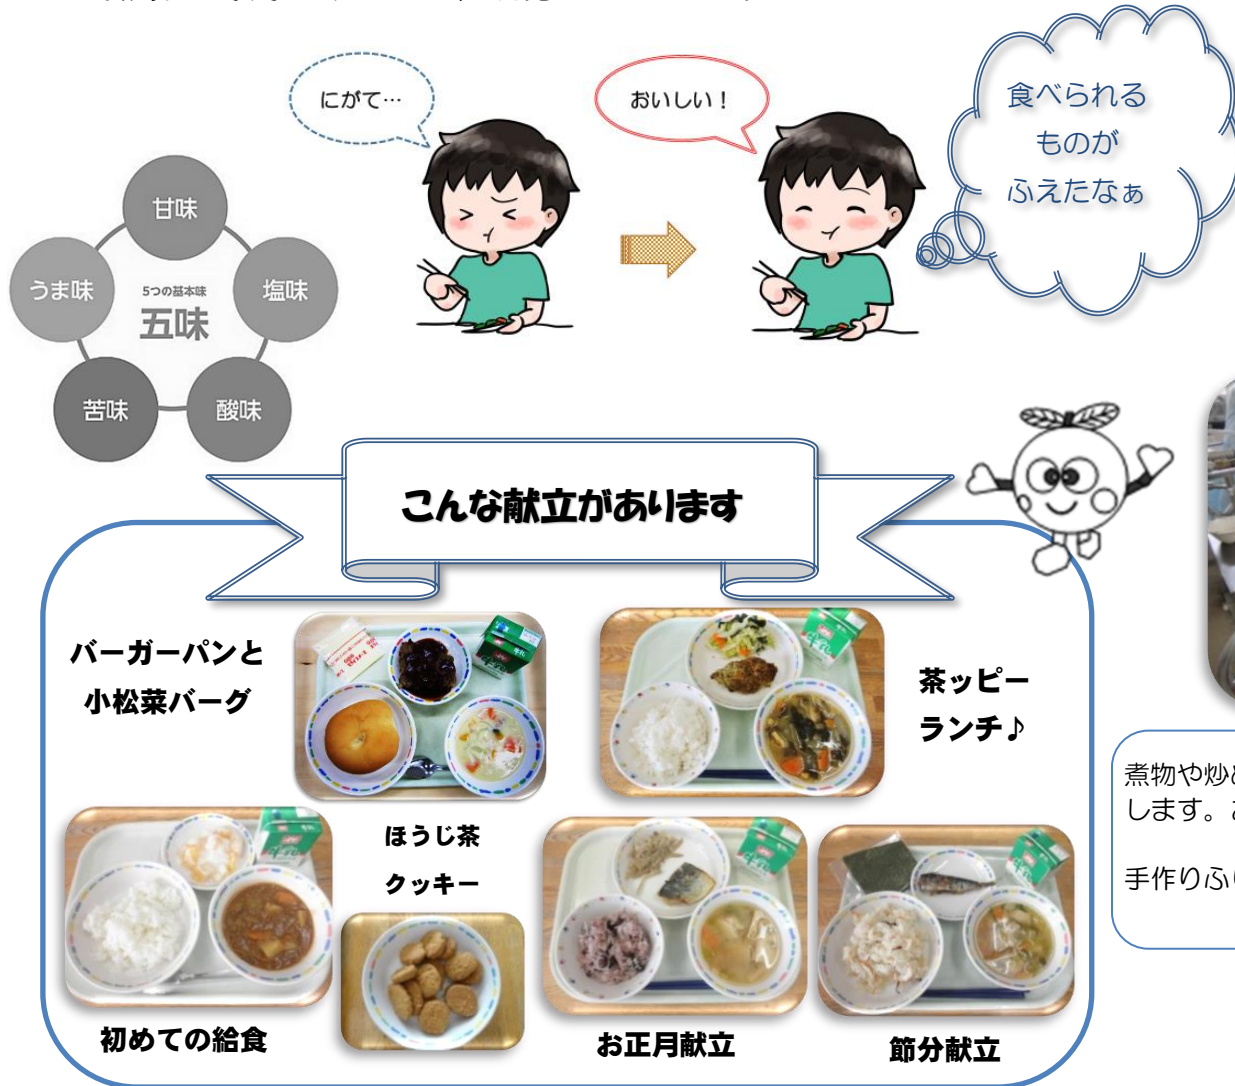 にがて…
おいしい！
食べられる
ものが
ふえたなぁ
甘味
うま味
塩味
5つの基本味
五味
苦味
酸味
こんな献立があります
バーガーパンと
小松菜バーグ
茶ッピー
ランチ♪
ほうじ茶
クッキー
初めての給食
お正月献立
節分献立
煮物や炒
します。
手作りふ